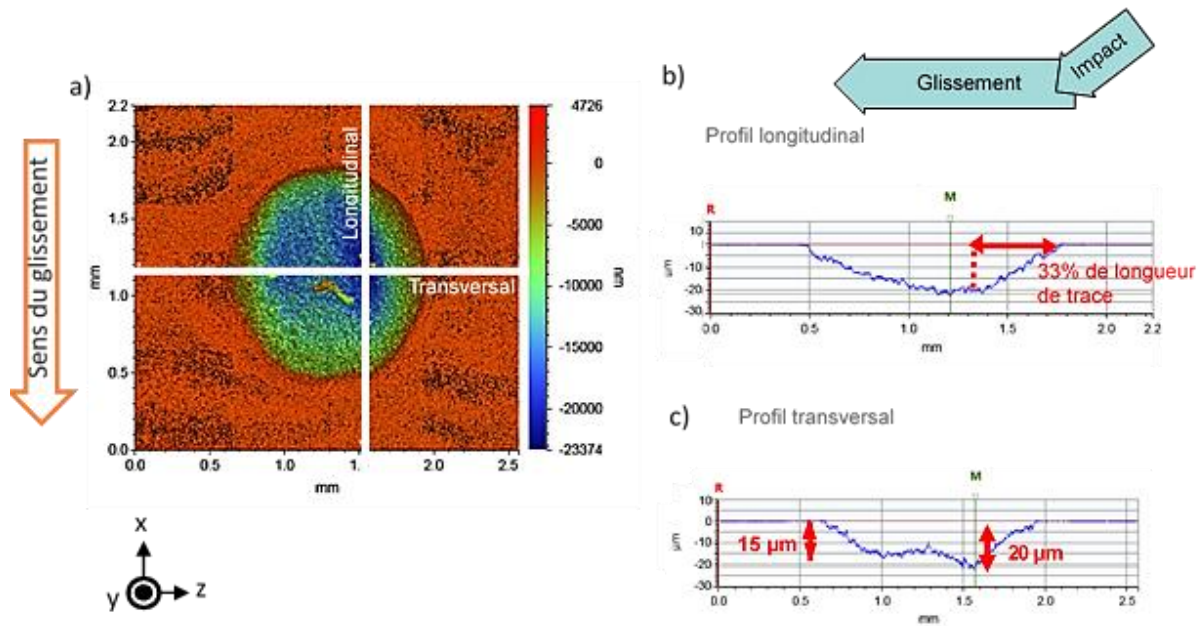 a)
Sens du glissement
mm
2.2
2.0
1.5
1.0
0.5
0.0
0.0
0.5
1.0
1.
2.0
2.5
mm
Longitudinal
Transversal
4726
0
-5000
-10000
-15000
-20000
-23374
nm
x
y
z
b)
Impact
Glissement
Profil longitudinal
R
M
µm
10
-10
-20
-30
33% de longueur
de trace
0.0
0.5
1.0
1.5
2.0
2.2
mm
c)
Profil transversal
R
M
µm
10
0
-10
-20
-30
15 µm
20 µm
0.0
0.5
1.0
1.5
2.0
2.5
mm